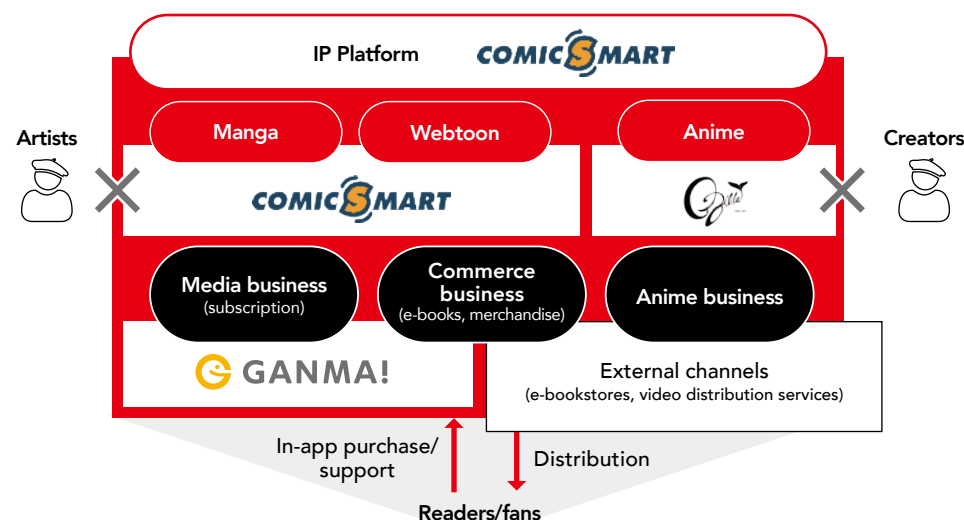 IP Platform COMICSMART
Manga
Webtoon
Anime
Artists
Creators
COMICSMART
Media business
(subscription)
Commerce
business
(e-books, merchandise)
Anime business
GANMA!
External channels
(e-bookstores, video distribution services)
In-app purchase/
support
Distribution
Readers/fans